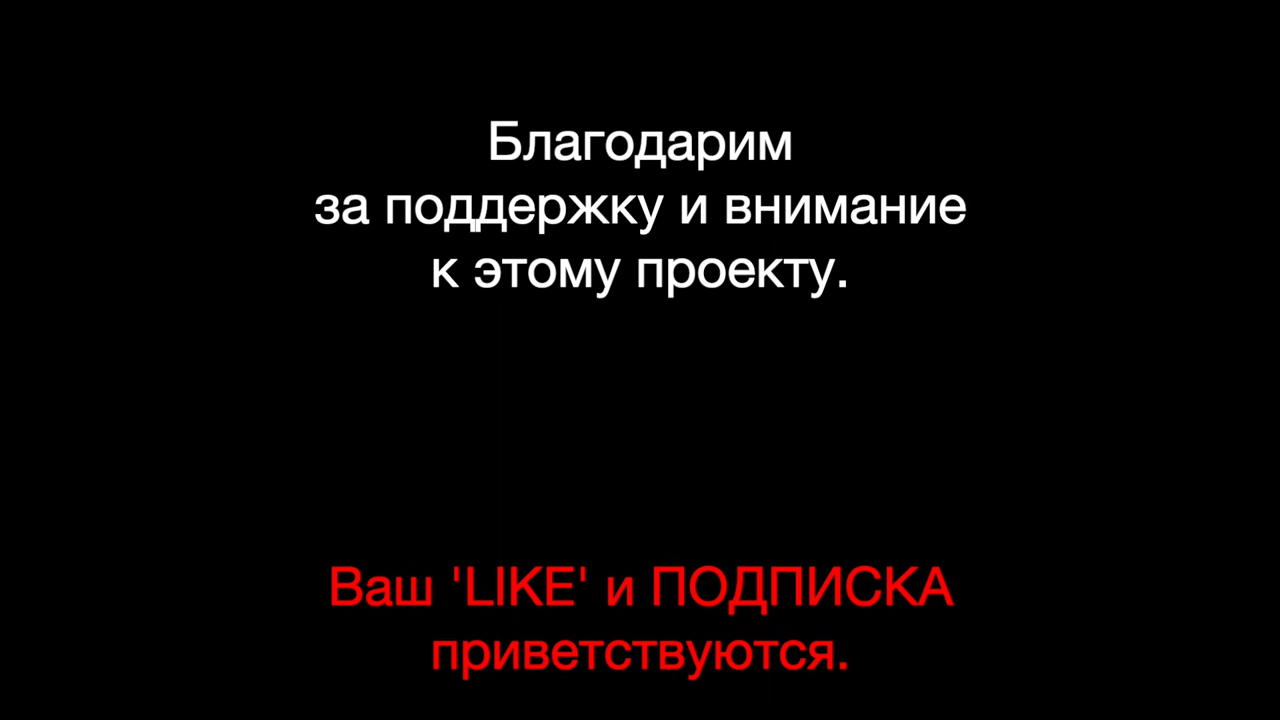 Благодарим
за поддержку и внимание
к этому проекту.
Ваш 'LIKE' и ПОДПИСКА
приветствуются.